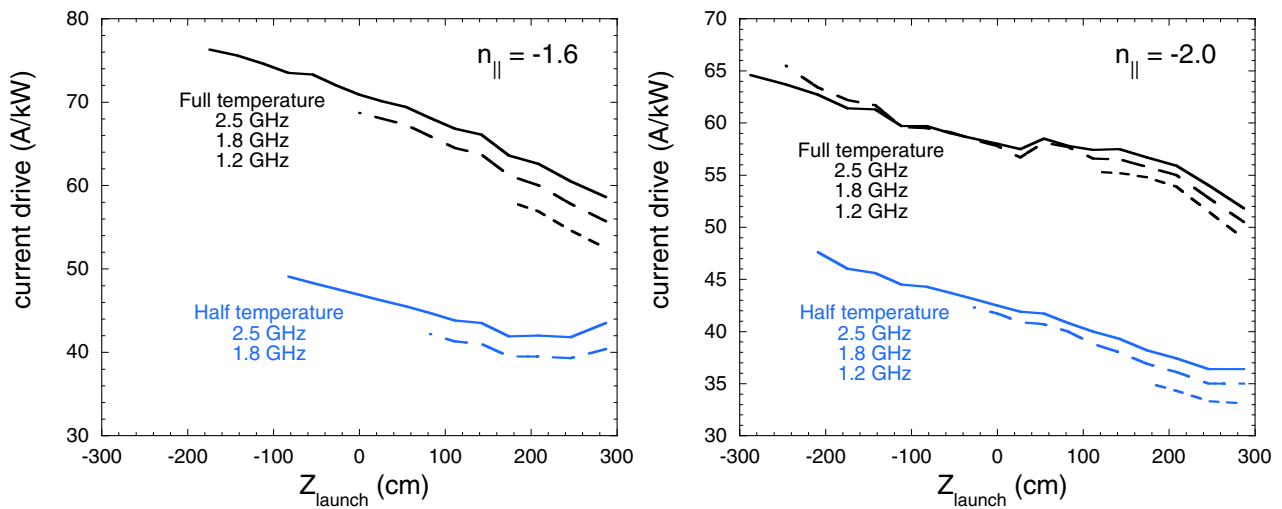 80
70
60
50
40
30
current drive (A/kW)
n|| = -1.6
Full temperature
2.5 GHz
1.8 GHz
1.2 GHz
Half temperature
2.5 GHz
1.8 GHz
-300 -200 -100 0 100 200 300
Zlaunch (cm)
70
65
60
55
50
45
40
35
30
current drive (A/kW)
n|| = -2.0
Full temperature
2.5 GHz
1.8 GHz
1.2 GHz
Half temperature
2.5 GHz
1.8 GHz
1.2 GHz
-300 -200 -100 0 100 200 300
Zlaunch (cm)